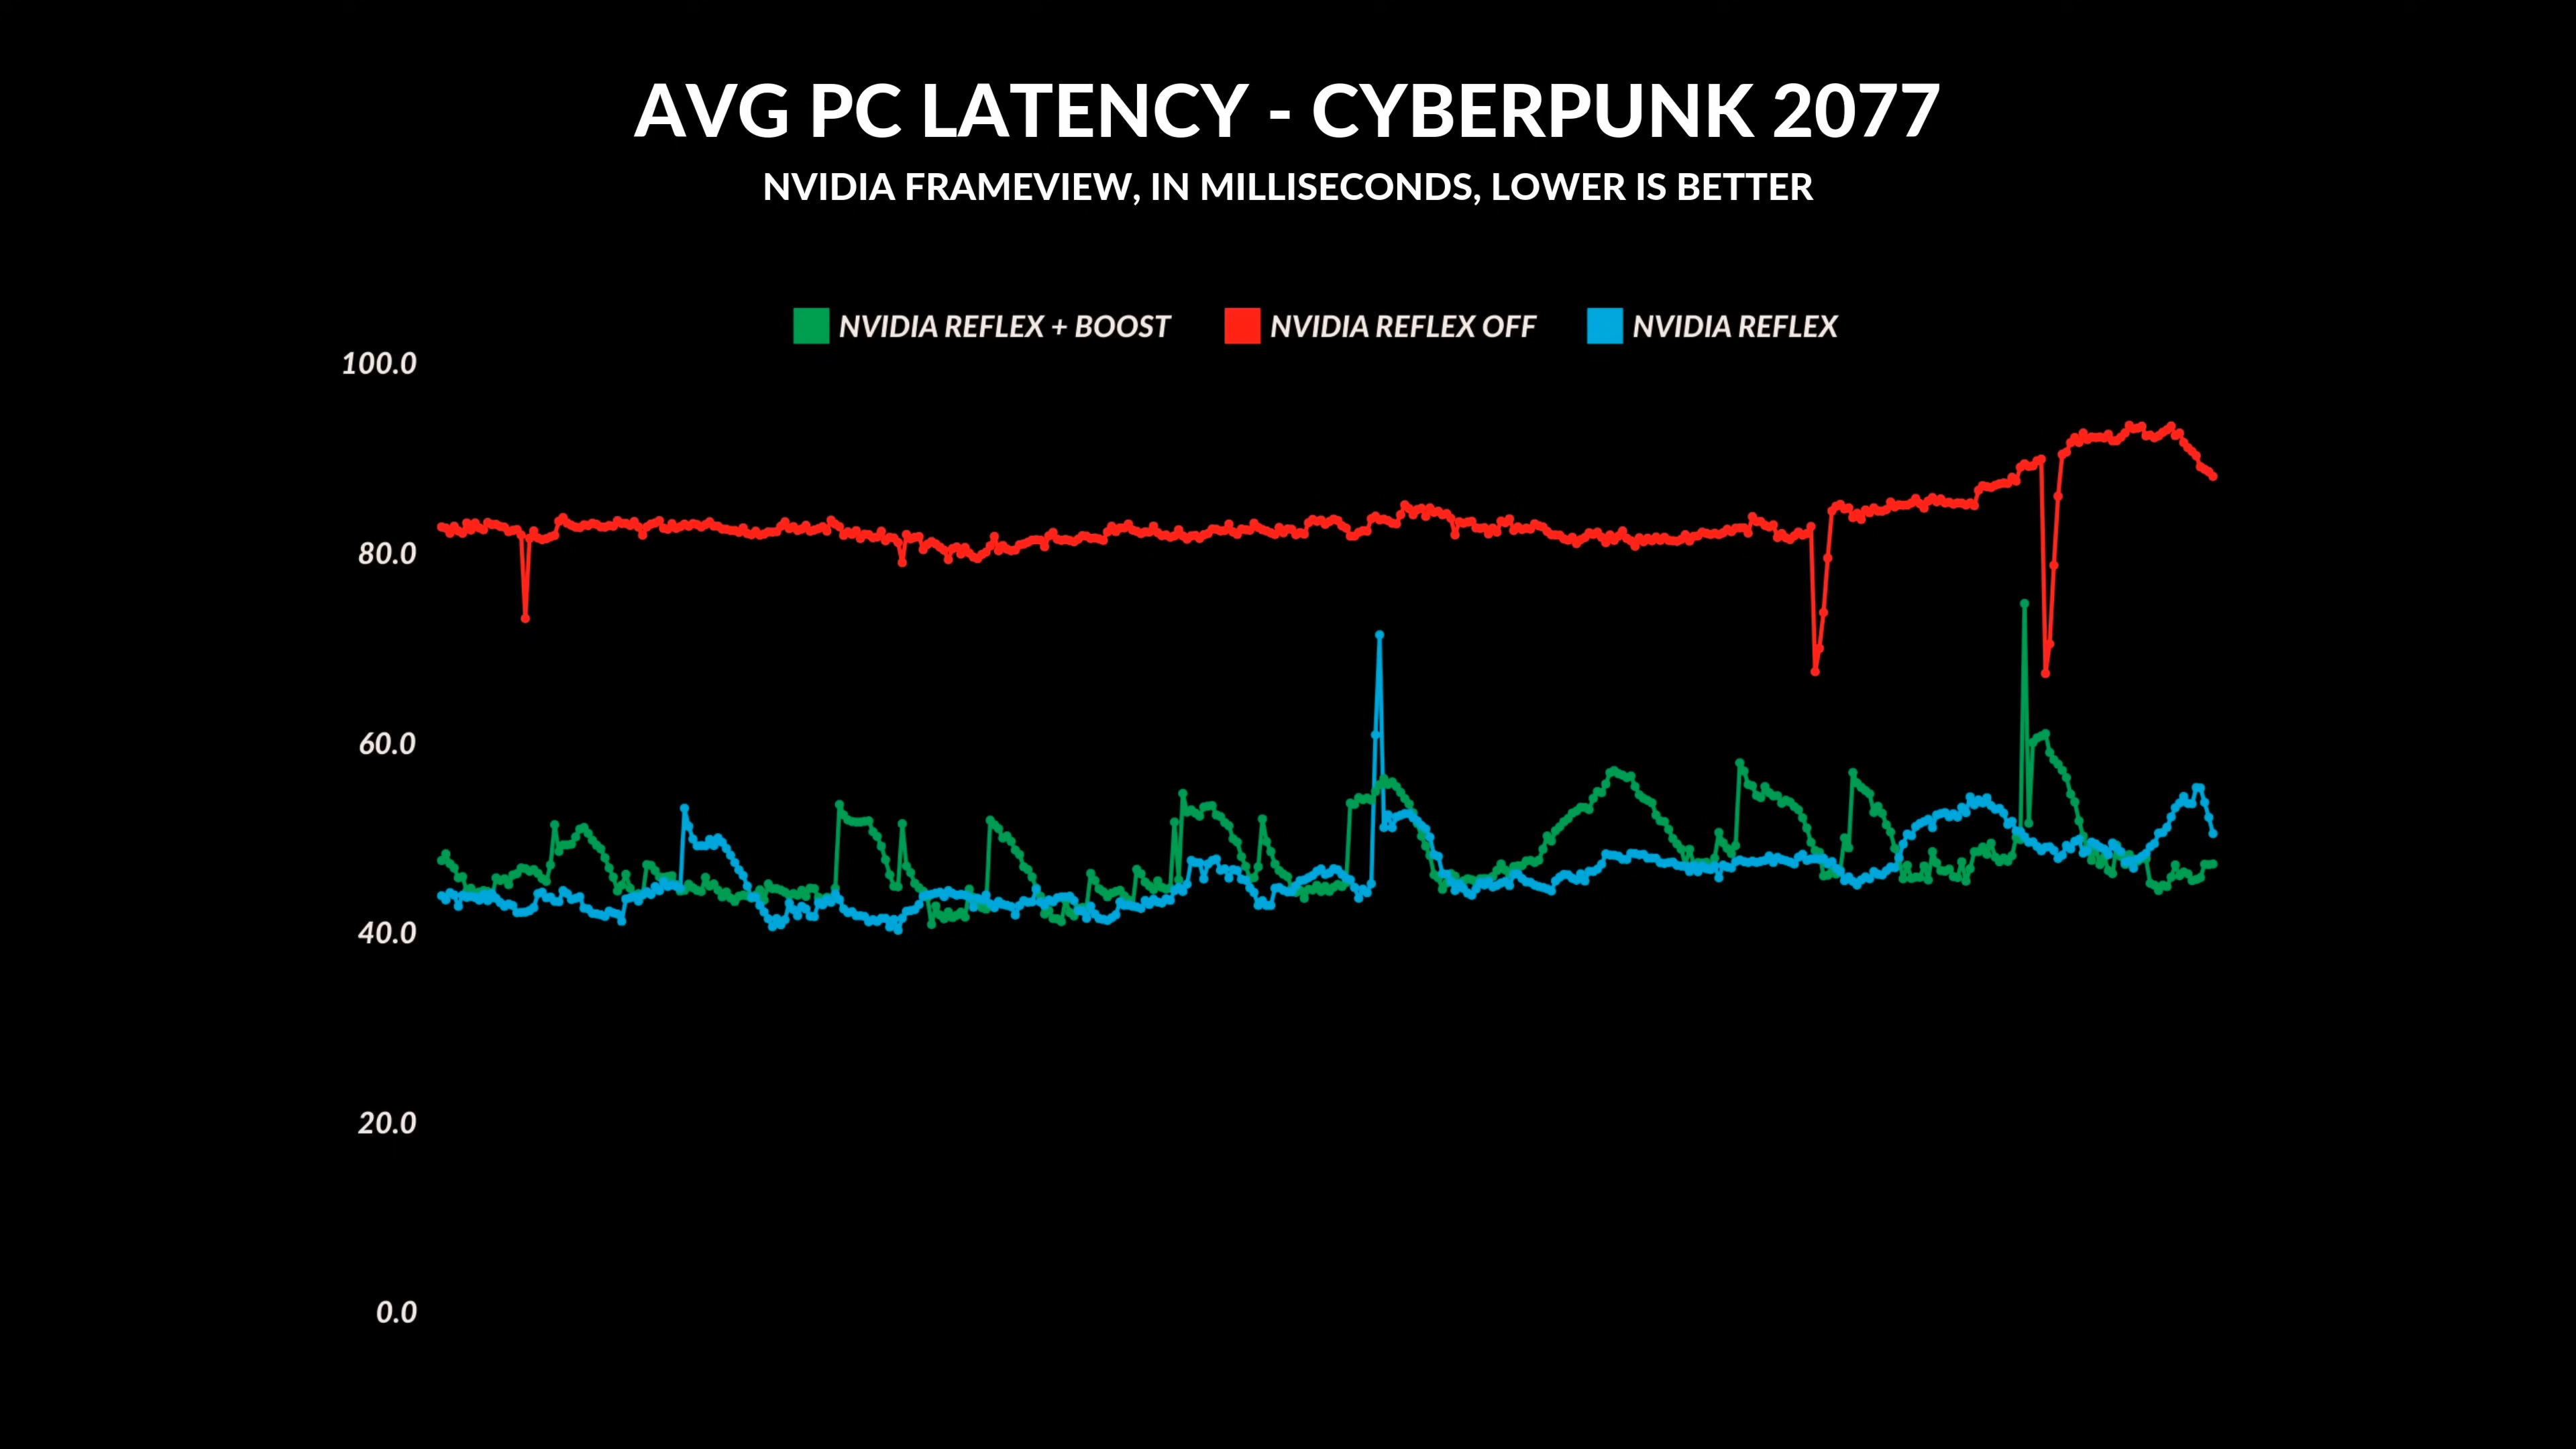 AVG PC LATENCY - CYBERPUNK 2077
NVIDIA FRAMEVIEW, IN MILLISECONDS, LOWER IS BETTER
NVIDIA REFLEX + BOOST NVIDIA REFLEX OFF NVIDIA REFLEX
100.0
80.0
60.0
40.0
20.0
0.0